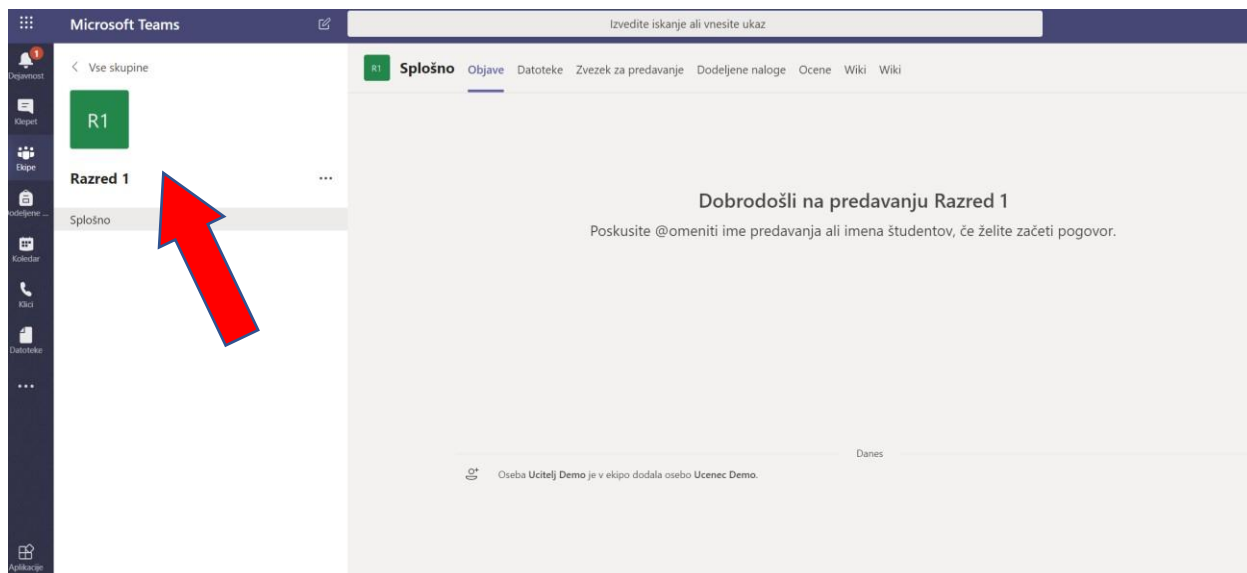 Microsoft Teams
Izvedite iskanje ali vnesite ukaz
1
Dejavnost
Klepet
Ekipe
Dodeljene ...
Koledar
Klici
Datoteke
Aplikacije
Vse skupine
R1
Razred 1
Splošno
R1 Splošno Objave Datoteke Zvezek za predavanje Dodeljene naloge Ocene Wiki Wiki
Dobrodošli na predavanju Razred 1
Poskusite @omeniti ime predavanja ali imena študentov, če želite začeti pogovor.
Danes
Oseba Ucitelj Demo je v ekipo dodala osebo Ucenec Demo.